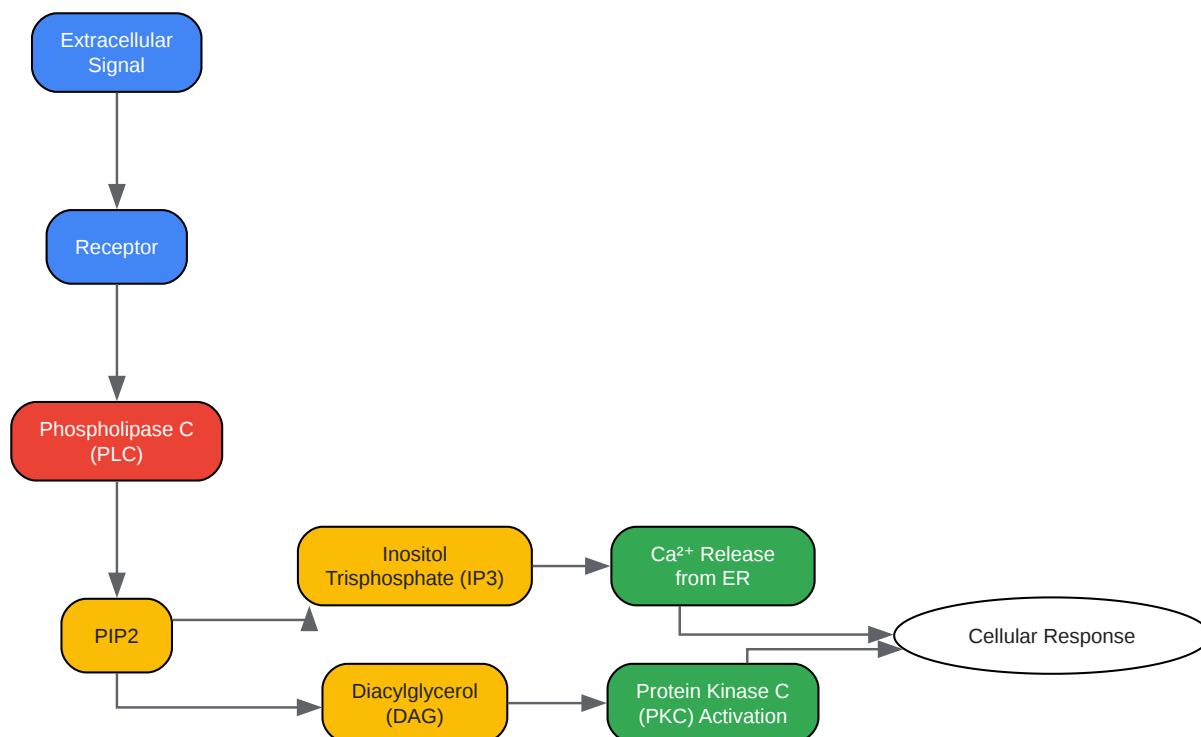 Extracellular
Signal
Receptor
Phospholipase C
(PLC)
Inositol
Trisphosphate (IP3)
Ca²⁺ Release
from ER
PIP2
Cellular Response
Diacylglycerol
(DAG)
Protein Kinase C
(PKC) Activation